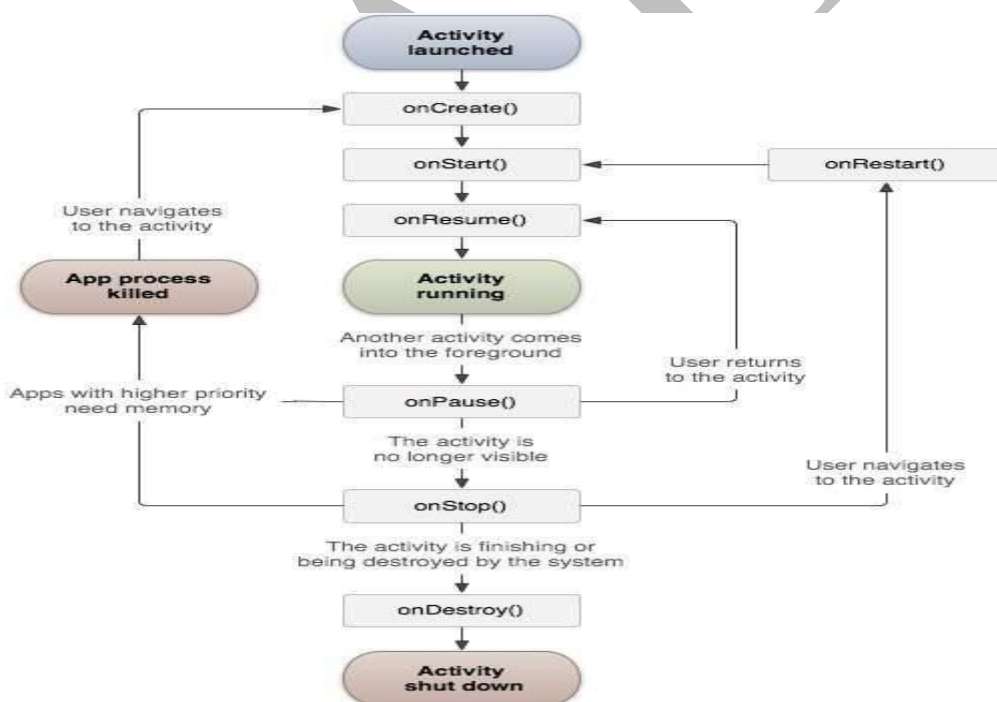 Activity
launched
onCreate()
onStart()
onRestart()
User navigates
to the activity
onResume()
App process
killed
Activity
running
Another activity comes
into the foreground
User returns
to the activity
Apps with higher priority
need memory
onPause()
The activity is
no longer visible
User navigates
to the activity
onStop()
The activity is finishing or
being destroyed by the system
onDestroy()
Activity
shut down